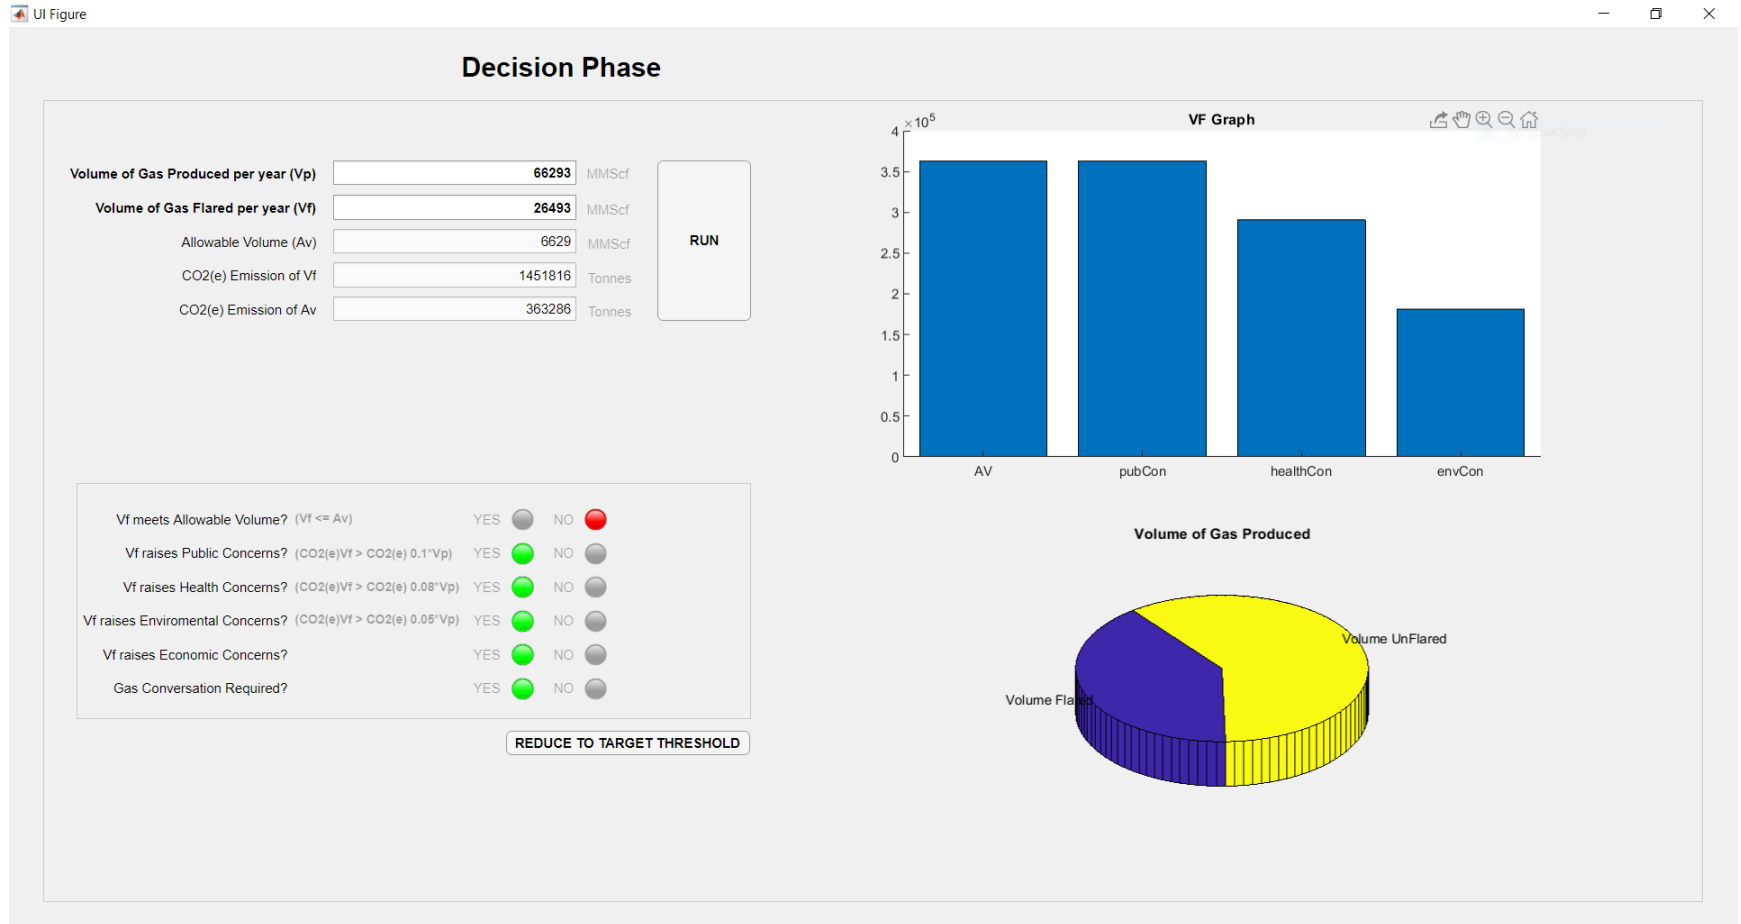 UI Figure
Decision Phase
Volume of Gas Produced per year (Vp) 66293 MMScf
Volume of Gas Flared per year (Vf) 26493 MMScf
Allowable Volume (Av) 6629 MMScf
CO2(e) Emission of Vf 1451816 Tonnes
CO2(e) Emission of Av 363286 Tonnes
RUN
Vf meets Allowable Volume? (Vf <= Av) YES NO
Vf raises Public Concerns? (CO2(e)Vf > CO2(e) 0.1*Vp) YES NO
Vf raises Health Concerns? (CO2(e)Vf > CO2(e) 0.08*Vp) YES NO
Vf raises Enviromental Concerns? (CO2(e)Vf > CO2(e) 0.05*Vp) YES NO
Vf raises Economic Concerns? YES NO
Gas Conversation Required? YES NO
REDUCE TO TARGET THRESHOLD
VF Graph
×10⁵
4
3.5
3
2.5
2
1.5
1
0.5
0
AV pubCon healthCon envCon
Volume of Gas Produced
Volume UnFlared
Volume Flared